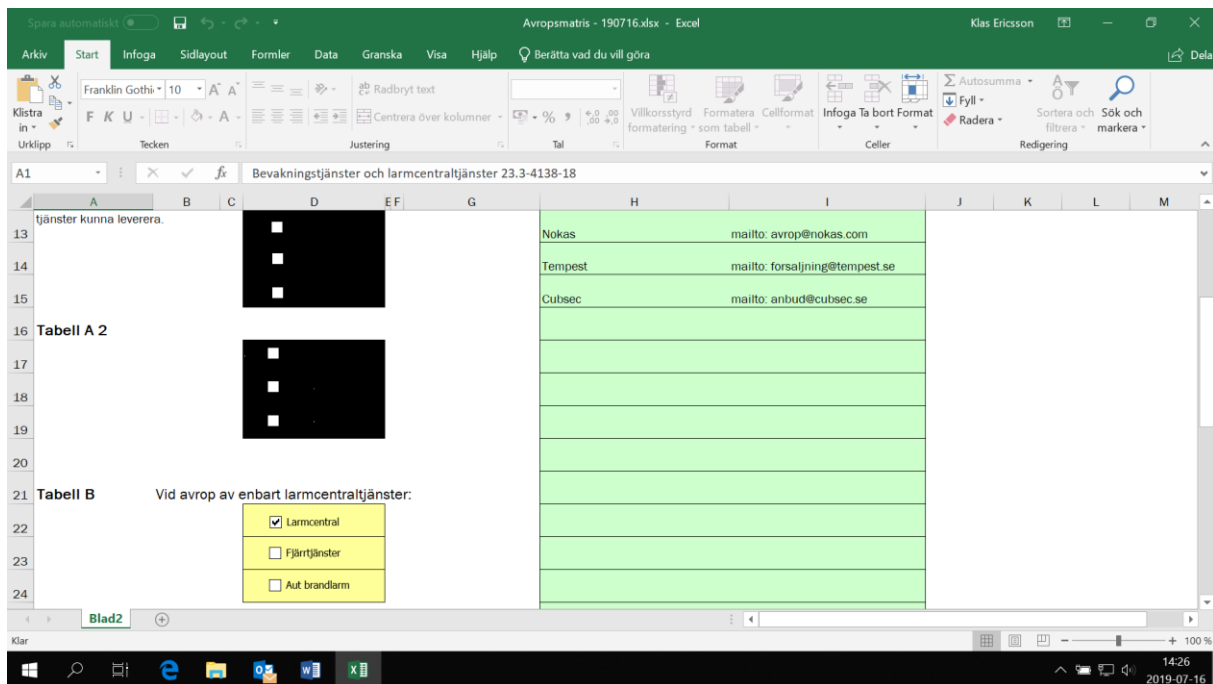 Spara automatiskt
Avropsmatris - 190716.xlsx - Excel
Klas Ericsson
Arkiv Start Infoga Sidlayout Formler Data Granska Visa Hjälp Berätta vad du vill göra Dela
Klistra in
Urklipp
Franklin Gothi 10 A A
F K U A
Tecken
Radbryt text
Centrera över kolumner
Justering
% 000
Tal
Villkorsstyrd formatering
Formatera som tabell
Cellformat
Format
Infoga Ta bort Format
Celler
Autosumma
Fyll
Radera
Sortera och filtrera
Sök och markera
Redigering
A1 fx Bevakningstjänster och larmcentraltjänster 23.3-4138-18
A B C D E F G H I J K L M
tjänster kunna leverera.
13 Nokas mailto: avrop@nokas.com
14 Tempest mailto: forsaljning@tempest.se
15 Cubsec mailto: anbud@cubsec.se
16 Tabell A 2
17
18
19
20
21 Tabell B Vid avrop av enbart larmcentraltjänster:
22 Larmcentral
23 Fjärrtjänster
24 Aut brandlarm
Blad2
Klar
100 %
14:26
2019-07-16